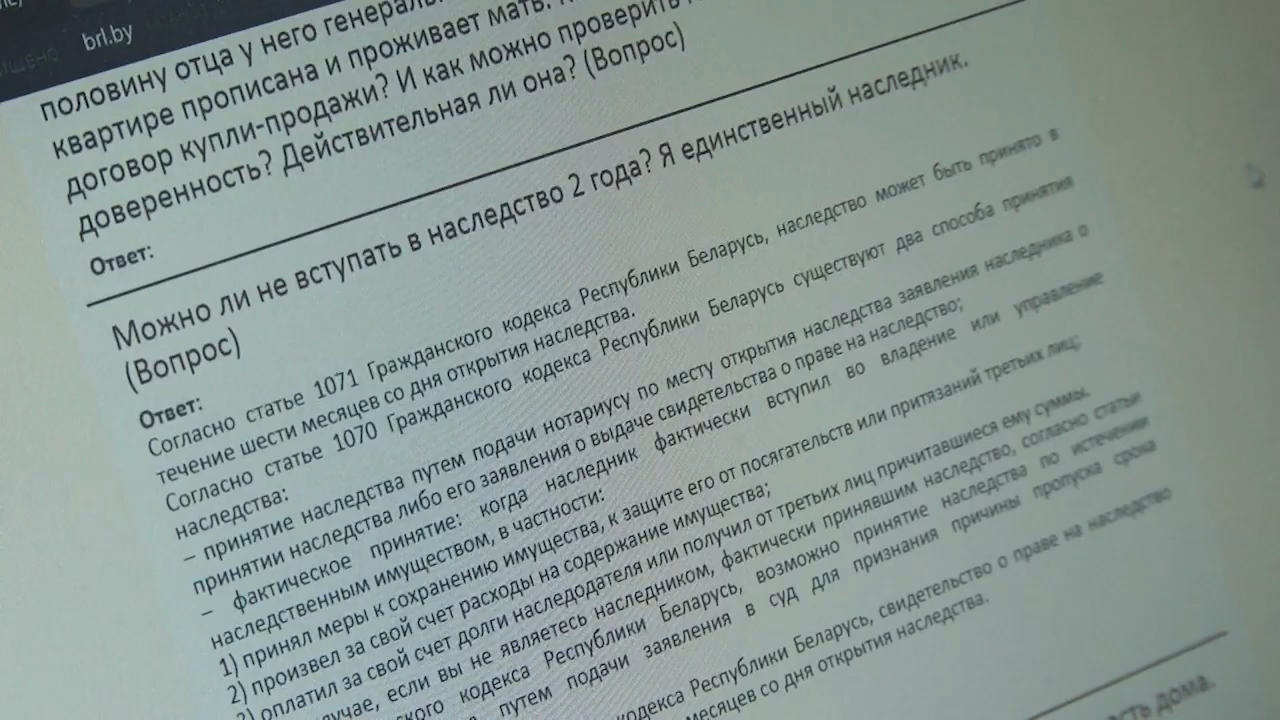 brl.by
половину отца у него
квартире прописана и проживает мать.
договор купли-продажи? И как можно проверить
доверенность? Действительная ли она? (Вопрос)
Ответ:
Можно ли не вступать в наследство 2 года? Я единственный наследник.
(Вопрос)
Ответ:
Согласно статье 1071 Гражданского кодекса Республики Беларусь, наследство может быть принято в
течение шести месяцев со дня открытия наследства.
Согласно статье 1070 Гражданского кодекса Республики Беларусь существуют два способа принятия
наследства:
– принятие наследства путем подачи нотариусу по месту открытия наследства заявления наследника о
принятии наследства либо его заявления о выдаче свидетельства о праве на наследство;
– фактическое принятие: когда наследник фактически вступил во владение или управление
наследственным имуществом, в частности:
1) принял меры к сохранению имущества, к защите его от посягательств или притязаний третьих лиц;
2) произвел за свой счет расходы на содержание имущества;
3) оплатил за свой счет долги наследодателя или получил от третьих лиц причитавшиеся ему суммы.
случае, если вы не являетесь наследником, фактически принявшим наследство, согласно статье
кодекса Республики Беларусь, возможно принятие наследства по истечении
путем подачи заявления в суд для признания причины пропуска срока
кодекса Республики Беларусь, свидетельство о праве на наследство
месяцев со дня открытия наследства.
дома.